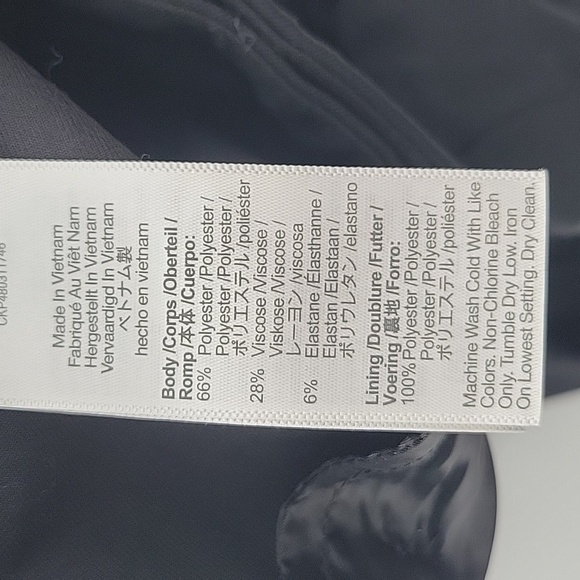 Made In Vietnam
Fabriqué Au Viêt Nam
Hergestellt In Vietnam
Vervaardigd In Vietnam
ベトナム製
hecho en vietnam
Body /Corps /Oberteil /
Romp /本体 /Cuerpo:
66% Polyester /Polyester /
Polyester /Polyester /
ポリエステル /poliéster
28% Viscose /Viscose /
Viskose /Viscose /
レーヨン /viscosa
6% Elastane /Elasthanne /
Elastan /Elastaan /
ポリウレタン /elastano
Lining /Doublure /Futter /
Voering /裏地 /Forro:
100% Polyester /Polyester /
Polyester /Polyester /
ポリエステル /poliéster
Machine Wash Cold With Like
Colors. Non-Chlorine Bleach
Only. Tumble Dry Low. Iron
On Lowest Setting. Dry Clean.